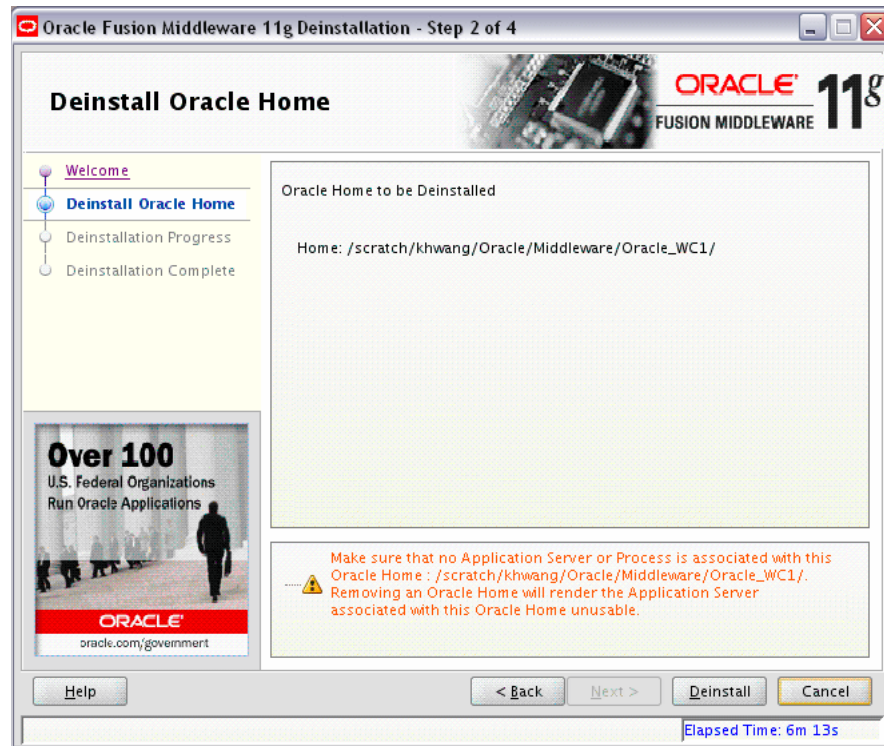 Oracle Fusion Middleware 11g Deinstallation - Step 2 of 4
Deinstall Oracle Home
ORACLE
FUSION MIDDLEWARE
11g
Welcome
Deinstall Oracle Home
Deinstallation Progress
Deinstallation Complete
Oracle Home to be Deinstalled
Home: /scratch/khwang/Oracle/Middleware/Oracle_WC1/
Over 100
U.S. Federal Organizations
Run Oracle Applications
ORACLE
oracle.com/government
Make sure that no Application Server or Process is associated with this
Oracle Home : /scratch/khwang/Oracle/Middleware/Oracle_WC1/.
Removing an Oracle Home will render the Application Server
associated with this Oracle Home unusable.
Help
< Back
Next >
Deinstall
Cancel
Elapsed Time: 6m 13s